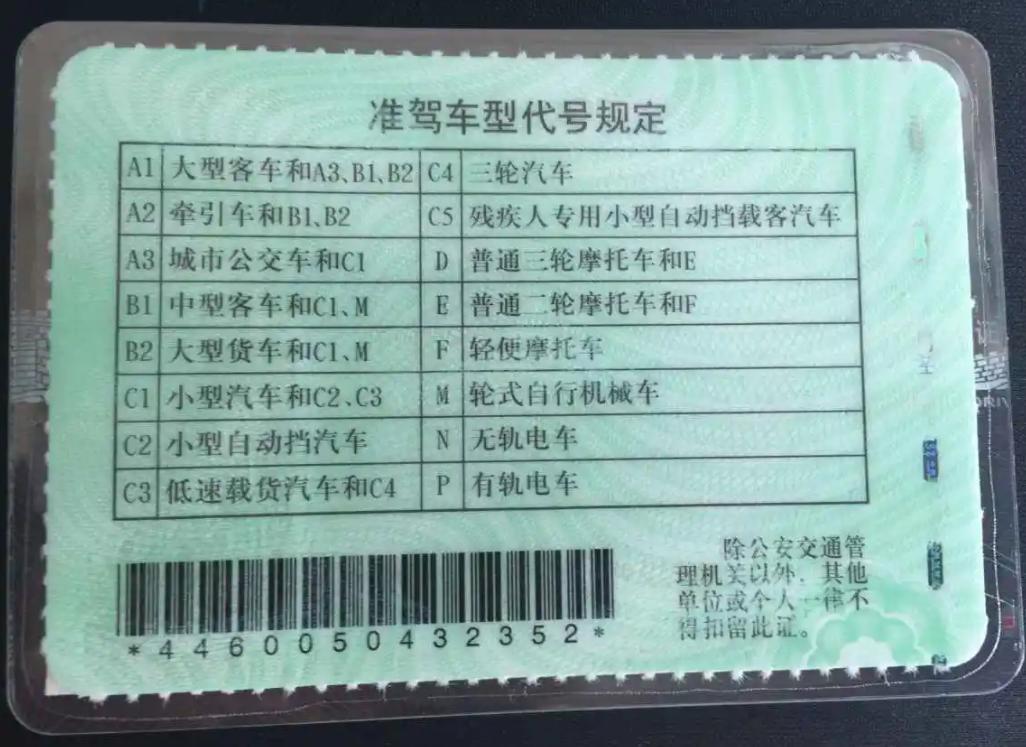 准驾车型代号规定
A1 大型客车和A3、B1、B2 C4 三轮汽车
A2 牵引车和B1、B2 C5 残疾人专用小型自动挡载客汽车
A3 城市公交车和C1 D 普通三轮摩托车和E
B1 中型客车和C1、M E 普通二轮摩托车和F
B2 大型货车和C1、M F 轻便摩托车
C1 小型汽车和C2、C3 M 轮式自行机械车
C2 小型自动挡汽车 N 无轨电车
C3 低速载货汽车和C4 P 有轨电车
除公安交通管
理机关以外，其他
单位或个人一律不
得扣留此证。
*4460050432352*